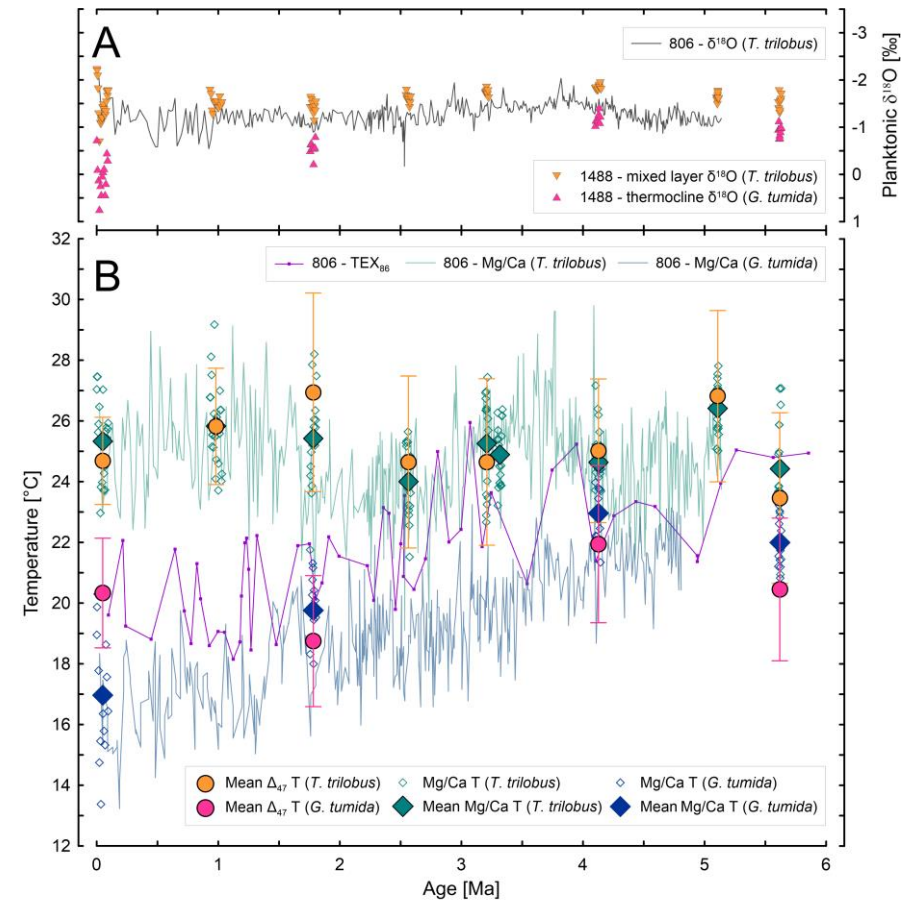 A
806 - δ¹⁸O (T. trilobus)
1488 - mixed layer δ¹⁸O (T. trilobus)
1488 - thermocline δ¹⁸O (G. tumida)
-3
-2
-1
0
1
Planktonic δ¹⁸O [‰]
B
806 - TEX₈₆ 806 - Mg/Ca (T. trilobus) 806 - Mg/Ca (G. tumida)
32
30
28
26
24
22
20
18
16
14
12
Temperature [°C]
Mean Δ₄₇ T (T. trilobus) Mg/Ca T (T. trilobus) Mg/Ca T (G. tumida)
Mean Δ₄₇ T (G. tumida) Mean Mg/Ca T (T. trilobus) Mean Mg/Ca T (G. tumida)
0 1 2 3 4 5 6
Age [Ma]